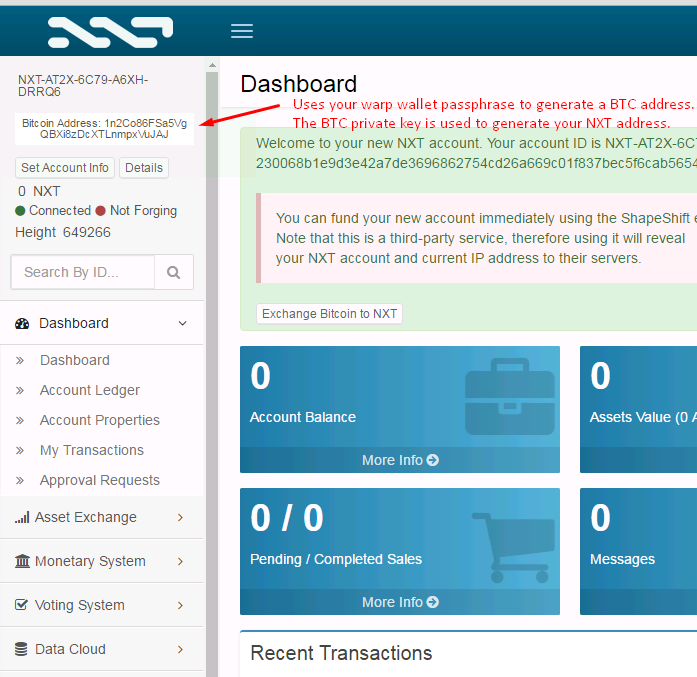 NXT
NXT-AT2X-6C79-A6XH-
DRRQ6
Bitcoin Address: 1n2Co86FSa5Vg
QBXi8zDcXTLnmpxVuJAJ
Set Account Info
Details
0 NXT
Connected
Not Forging
Height 649266
Search By ID...
Dashboard
Dashboard
Account Ledger
Account Properties
My Transactions
Approval Requests
Asset Exchange
Monetary System
Voting System
Data Cloud
Dashboard
Uses your warp wallet passphrase to generate a BTC address.
The BTC private key is used to generate your NXT address.
Welcome to your new NXT account. Your account ID is NXT-AT2X-6C7
230068b1e9d3e42a7de3696862754cd26a669c01f837bec5f6cab5654
You can fund your new account immediately using the ShapeShift e
Note that this is a third-party service, therefore using it will reveal
your NXT account and current IP address to their servers.
Exchange Bitcoin to NXT
0
Account Balance
More Info
0
Assets Value (0 A
0 / 0
Pending / Completed Sales
More Info
0
Messages
Recent Transactions